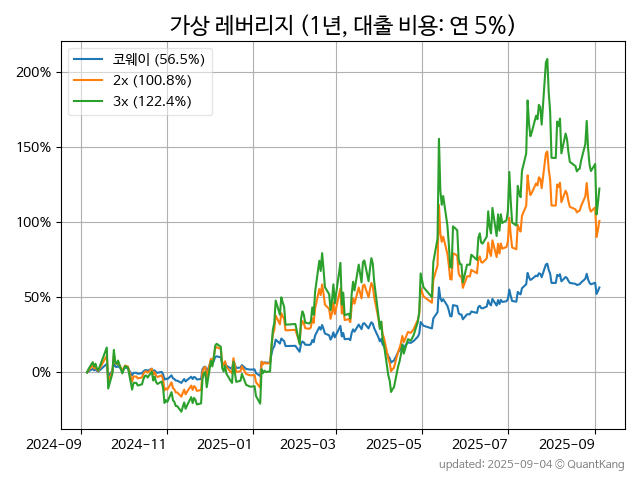 가상 레버리지 (1년, 대출 비용: 연 5%)
코웨이 (56.5%)
2x (100.8%)
3x (122.4%)
200%
150%
100%
50%
0%
2024-09 2024-11 2025-01 2025-03 2025-05 2025-07 2025-09
updated: 2025-09-04 © QuantKang